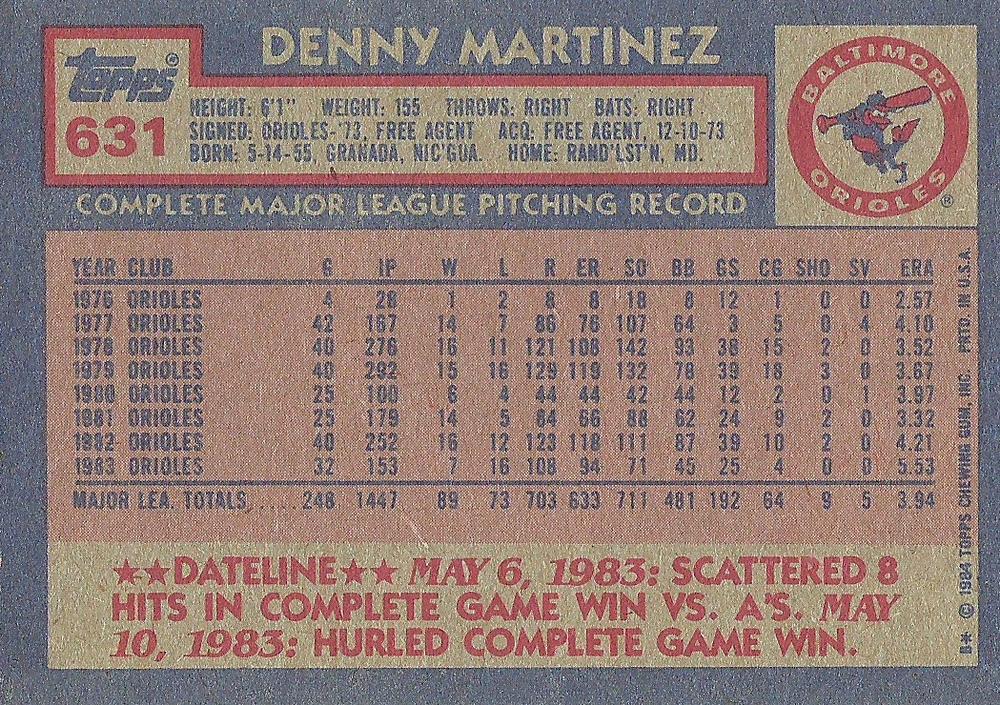 DENNY MARTINEZ
Topps®
631
HEIGHT: 6'1" WEIGHT: 155 THROWS: RIGHT BATS: RIGHT
SIGNED: ORIOLES-'73, FREE AGENT ACQ. FREE AGENT, 12-10-73
BORN: 5-14-55, GRANADA, NIC'GUA. HOME: RAND'LST'N, MD.
BALTIMORE
ORIOLES®
COMPLETE MAJOR LEAGUE PITCHING RECORD
YEAR CLUB G IP W L R ER SO BB GS CG SHO SV ERA
1976 ORIOLES 4 28 1 2 8 8 18 8 12 1 0 0 2.57
1977 ORIOLES 42 167 14 7 86 76 107 64 3 5 0 4 4.10
1978 ORIOLES 40 276 16 11 121 108 142 93 38 15 2 0 3.52
1979 ORIOLES 40 292 15 16 129 119 132 78 39 18 3 0 3.67
1980 ORIOLES 25 100 6 4 44 44 42 44 12 2 0 1 3.97
1981 ORIOLES 25 179 14 5 84 66 88 62 24 9 2 0 3.32
1982 ORIOLES 40 252 16 12 123 118 111 87 39 10 2 0 4.21
1983 ORIOLES 32 153 7 16 108 94 71 45 25 4 0 0 5.53
MAJOR LEA. TOTALS..... 248 1447 89 73 703 633 711 481 192 64 9 5 3.94
★★DATELINE★★ MAY 6, 1983: SCATTERED 8
HITS IN COMPLETE GAME WIN VS. A'S. MAY
10, 1983: HURLED COMPLETE GAME WIN.
B* © 1984 TOPPS CHEWING GUM, INC. PRTD. IN U.S.A.